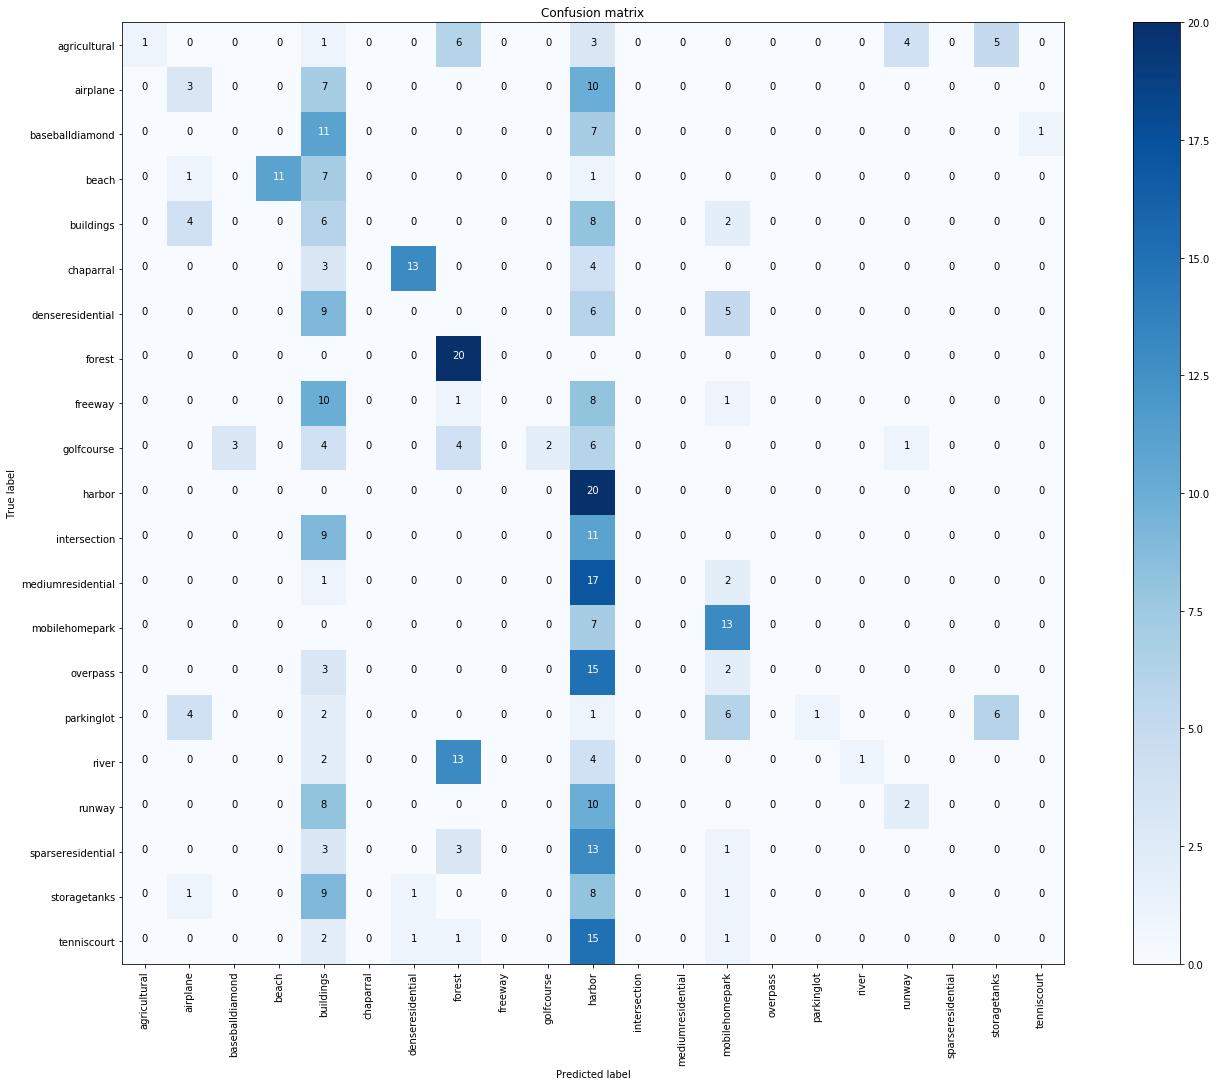 Confusion matrix
True label
agricultural 1 0 0 0 1 0 0 6 0 0 3 0 0 0 0 0 0 4 0 5 0
airplane 0 3 0 0 7 0 0 0 0 0 10 0 0 0 0 0 0 0 0 0 0
baseballdiamond 0 0 0 0 11 0 0 0 0 0 7 0 0 0 0 0 0 0 0 0 1
beach 0 1 0 11 7 0 0 0 0 0 1 0 0 0 0 0 0 0 0 0 0
buildings 0 4 0 0 6 0 0 0 0 0 8 0 0 2 0 0 0 0 0 0 0
chaparral 0 0 0 0 3 0 13 0 0 0 4 0 0 0 0 0 0 0 0 0 0
denseresidential 0 0 0 0 9 0 0 0 0 0 6 0 0 5 0 0 0 0 0 0 0
forest 0 0 0 0 0 0 0 20 0 0 0 0 0 0 0 0 0 0 0 0 0
freeway 0 0 0 0 10 0 0 1 0 0 8 0 0 1 0 0 0 0 0 0 0
golfcourse 0 0 3 0 4 0 0 4 0 2 6 0 0 0 0 0 0 1 0 0 0
harbor 0 0 0 0 0 0 0 0 0 0 20 0 0 0 0 0 0 0 0 0 0
intersection 0 0 0 0 9 0 0 0 0 0 11 0 0 0 0 0 0 0 0 0 0
mediumresidential 0 0 0 0 1 0 0 0 0 0 17 0 0 2 0 0 0 0 0 0 0
mobilehomepark 0 0 0 0 0 0 0 0 0 0 7 0 0 13 0 0 0 0 0 0 0
overpass 0 0 0 0 3 0 0 0 0 0 15 0 0 2 0 0 0 0 0 0 0
parkinglot 0 4 0 0 2 0 0 0 0 0 1 0 0 6 0 1 0 0 0 6 0
river 0 0 0 0 2 0 0 13 0 0 4 0 0 0 0 0 1 0 0 0 0
runway 0 0 0 0 8 0 0 0 0 0 10 0 0 0 0 0 0 2 0 0 0
sparseresidential 0 0 0 0 3 0 0 3 0 0 13 0 0 1 0 0 0 0 0 0 0
storagetanks 0 1 0 0 9 0 1 0 0 0 8 0 0 1 0 0 0 0 0 0 0
tenniscourt 0 0 0 0 2 0 1 1 0 0 15 0 0 1 0 0 0 0 0 0 0
agricultural
airplane
baseballdiamond
beach
buildings
chaparral
denseresidential
forest
freeway
golfcourse
harbor
intersection
mediumresidential
mobilehomepark
overpass
parkinglot
river
runway
sparseresidential
storagetanks
tenniscourt
Predicted label
20.0
17.5
15.0
12.5
10.0
7.5
5.0
2.5
0.0